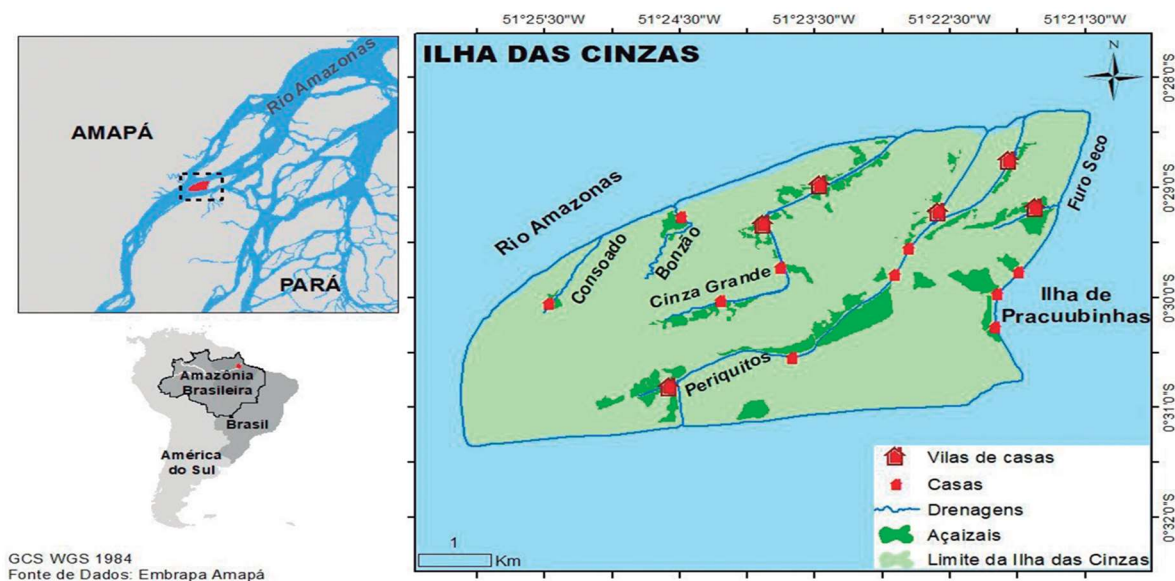 51°25'30"W 51°24'30"W 51°23'30"W 51°22'30"W 51°21'30"W
ILHA DAS CINZAS
N
0°28'0"S
0°29'0"S
0°30'0"S
0°31'0"S
0°32'0"S
Rio Amazonas
AMAPÁ
PARÁ
Rio Amazonas
Consoado
Bonzão
Cinza Grande
Periquitos
Furo Seco
Ilha de
Pracuubinhas
Amazônia
Brasileira
Brasil
América
do Sul
Vilas de casas
Casas
Drenagens
Açaizais
Limite da Ilha das Cinzas
1
Km
GCS WGS 1984
Fonte de Dados: Embrapa Amapá